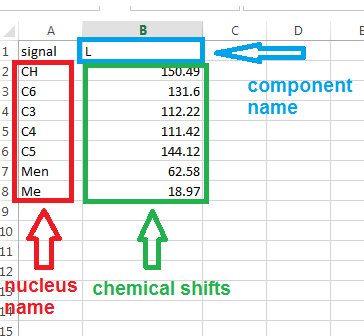 A B C D E
1 signal L
2 CH 150.49
3 C6 131.6
4 C3 112.22
5 C4 111.42
6 C5 144.12
7 Men 62.58
8 Me 18.97
9
10
11
12
13
14
15
component
name
nucleus
name
chemical shifts